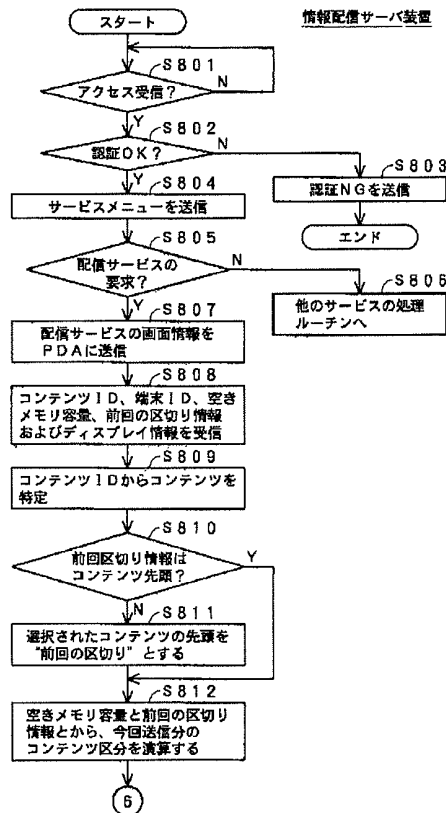 情報配信サーバ装置
スタート
S801
アクセス受信？
N
Y
S802
認証OK？
N
Y
S803
認証NGを送信
エンド
S804
サービスメニューを送信
S805
配信サービスの
要求？
N
Y
S806
他のサービスの処理
ルーチンへ
S807
配信サービスの画面情報を
PDAに送信
S808
コンテンツID、端末ID、空き
メモリ容量、前回の区切り情報
およびディスプレイ情報を受信
S809
コンテンツIDからコンテンツを
特定
S810
前回区切り情報は
コンテンツ先頭？
Y
N
S811
選択されたコンテンツの先頭を
“前回の区切り”とする
S812
空きメモリ容量と前回の区切り
情報とから、今回送信分の
コンテンツ区分を演算する
6